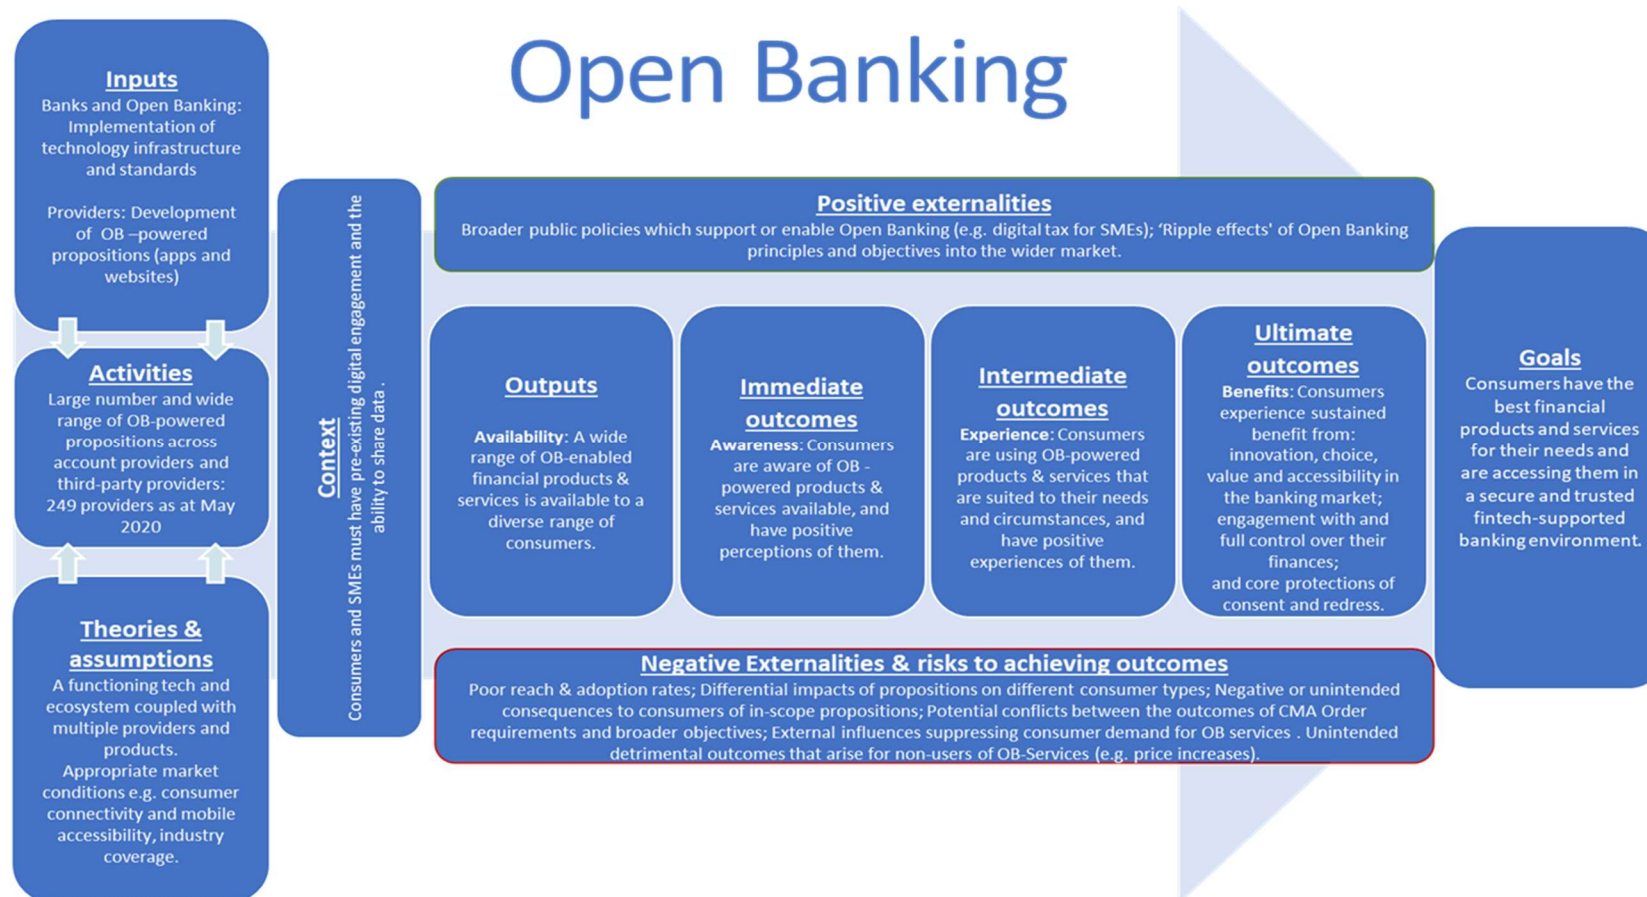 Open Banking
Inputs
Banks and Open Banking:
Implementation of
technology infrastructure
and standards
Providers: Development
of OB –powered
propositions (apps and
websites)
Activities
Large number and wide
range of OB-powered
propositions across
account providers and
third-party providers:
249 providers as at May
2020
Theories &
assumptions
A functioning tech and
ecosystem coupled with
multiple providers and
products.
Appropriate market
conditions e.g. consumer
connectivity and mobile
accessibility, industry
coverage.
Context
Consumers and SMEs must have pre-existing digital engagement and the
ability to share data .
Positive externalities
Broader public policies which support or enable Open Banking (e.g. digital tax for SMEs); ‘Ripple effects' of Open Banking
principles and objectives into the wider market.
Outputs
Availability: A wide
range of OB-enabled
financial products &
services is available to a
diverse range of
consumers.
Immediate
outcomes
Awareness: Consumers
are aware of OB -
powered products &
services available, and
have positive
perceptions of them.
Intermediate
outcomes
Experience: Consumers
are using OB-powered
products & services that
are suited to their needs
and circumstances, and
have positive
experiences of them.
Ultimate
outcomes
Benefits: Consumers
experience sustained
benefit from:
innovation, choice,
value and accessibility in
the banking market;
engagement with and
full control over their
finances;
and core protections of
consent and redress.
Negative Externalities & risks to achieving outcomes
Poor reach & adoption rates; Differential impacts of propositions on different consumer types; Negative or unintended
consequences to consumers of in-scope propositions; Potential conflicts between the outcomes of CMA Order
requirements and broader objectives; External influences suppressing consumer demand for OB services . Unintended
detrimental outcomes that arise for non-users of OB-Services (e.g. price increases).
Goals
Consumers have the
best financial
products and services
for their needs and
are accessing them in
a secure and trusted
fintech-supported
banking environment.